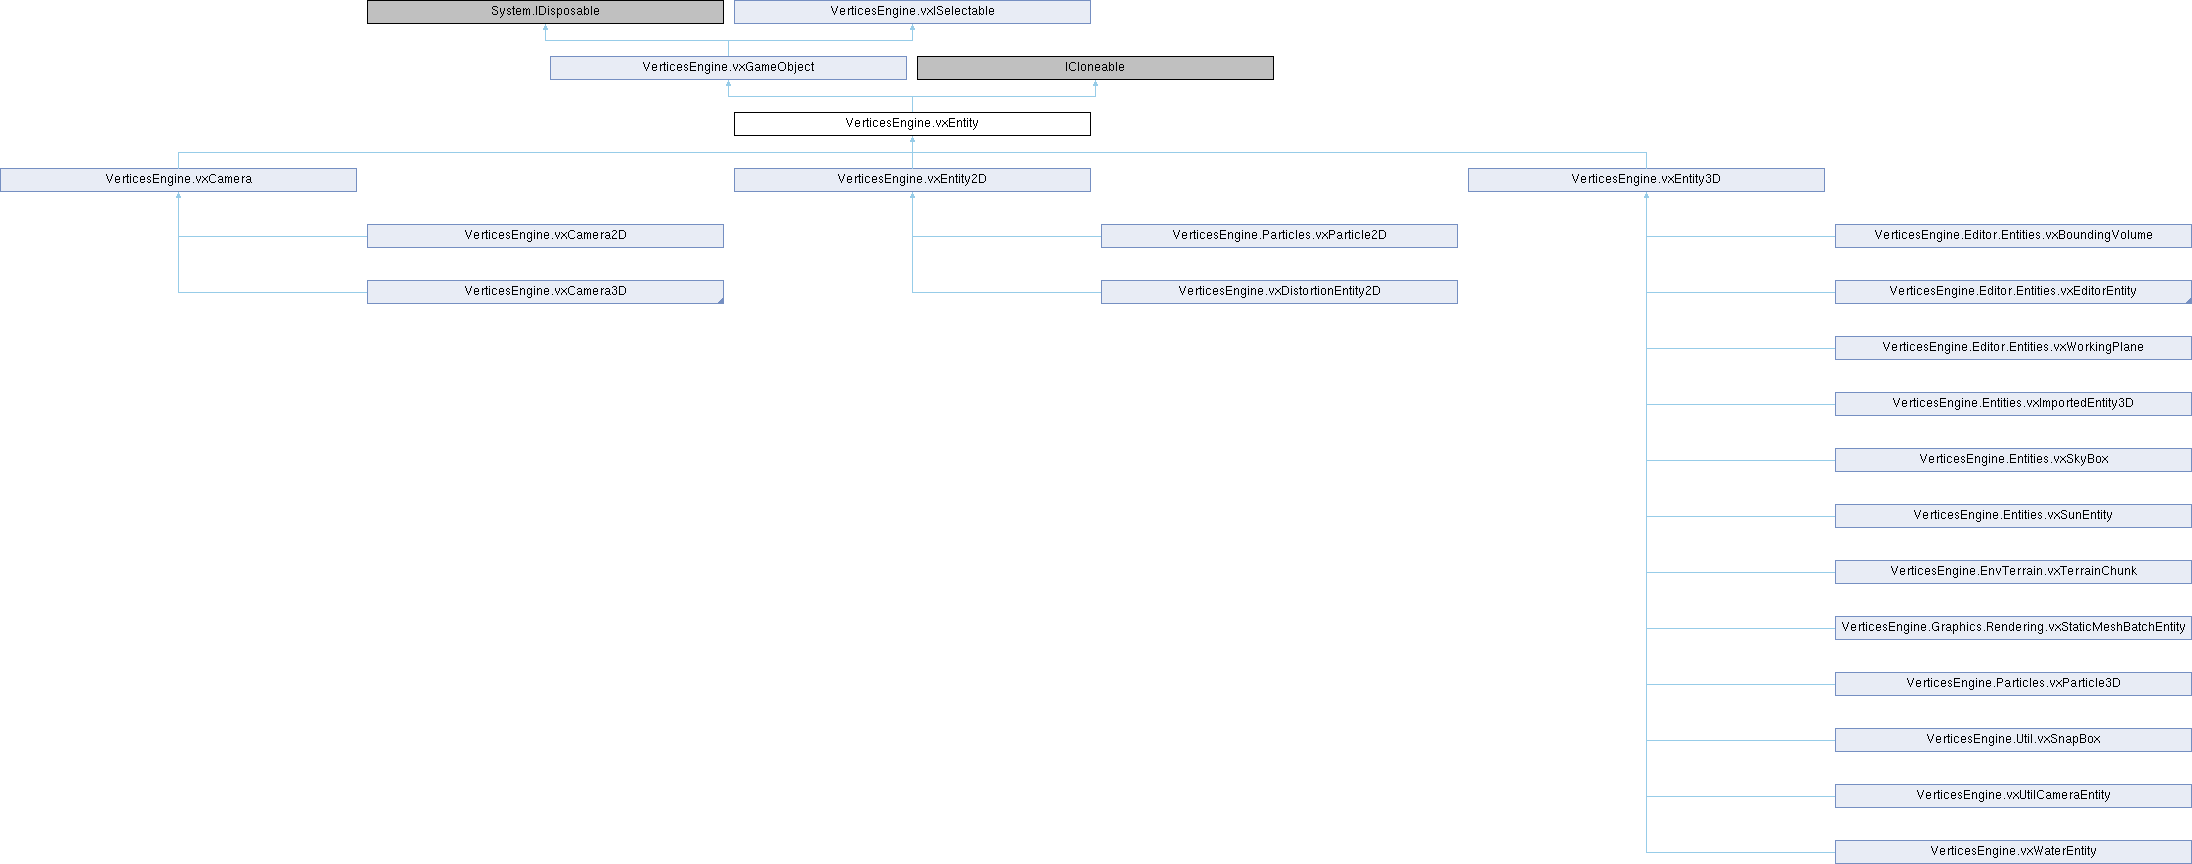 System.IDisposable
VerticesEngine.vxISelectable
VerticesEngine.vxGameObject
ICloneable
VerticesEngine.vxEntity
VerticesEngine.vxCamera
VerticesEngine.vxEntity2D
VerticesEngine.vxEntity3D
VerticesEngine.vxCamera2D
VerticesEngine.Particles.vxParticle2D
VerticesEngine.Editor.Entities.vxBoundingVolume
VerticesEngine.vxCamera3D
VerticesEngine.vxDistortionEntity2D
VerticesEngine.Editor.Entities.vxEditorEntity
VerticesEngine.Editor.Entities.vxWorkingPlane
VerticesEngine.Entities.vxImportedEntity3D
VerticesEngine.Entities.vxSkyBox
VerticesEngine.Entities.vxSunEntity
VerticesEngine.EnvTerrain.vxTerrainChunk
VerticesEngine.Graphics.Rendering.vxStaticMeshBatchEntity
VerticesEngine.Particles.vxParticle3D
VerticesEngine.Util.vxSnapBox
VerticesEngine.vxUtilCameraEntity
VerticesEngine.vxWaterEntity